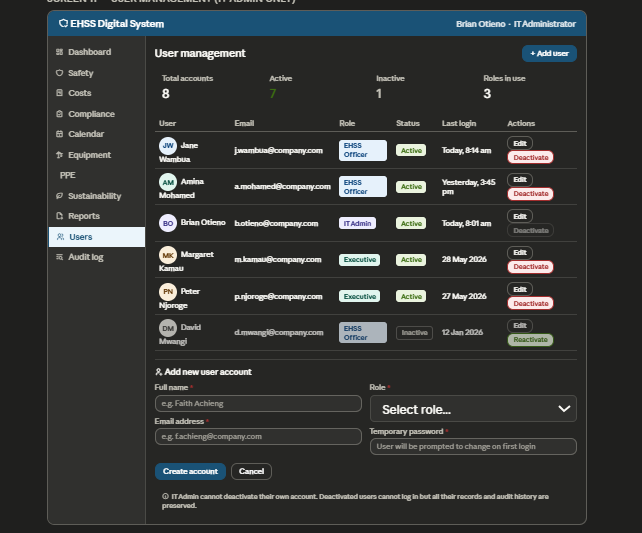 EHSS Digital System
Brian Otieno - IT Administrator
Dashboard
Safety
Costs
Compliance
Calendar
Equipment
PPE
Sustainability
Reports
Users
Audit log
User management
+ Add user
Total accounts
Active
Inactive
Roles in use
8
7
1
3
User
Email
Role
Status
Last login
Actions
JW Jane Wambua
j.wambua@company.com
EHSS Officer
Active
Today, 8:14 am
Edit
Deactivate
AM Amina Mohamed
a.mohamed@company.com
EHSS Officer
Active
Yesterday, 3:45 pm
Edit
Deactivate
BO Brian Otieno
b.otieno@company.com
IT Admin
Active
Today, 8:01 am
Edit
Deactivate
MK Margaret Kamau
m.kamau@company.com
Executive
Active
28 May 2026
Edit
Deactivate
PN Peter Njoroge
p.njoroge@company.com
Executive
Active
27 May 2026
Edit
Deactivate
DM David Mwangi
d.mwangi@company.com
EHSS Officer
Inactive
12 Jan 2026
Edit
Reactivate
Add new user account
Full name *
e.g. Faith Achieng
Role *
Select role...
Email address *
e.g. f.achieng@company.com
Temporary password *
User will be prompted to change on first login
Create account
Cancel
IT Admin cannot deactivate their own account. Deactivated users cannot log in but all their records and audit history are
preserved.